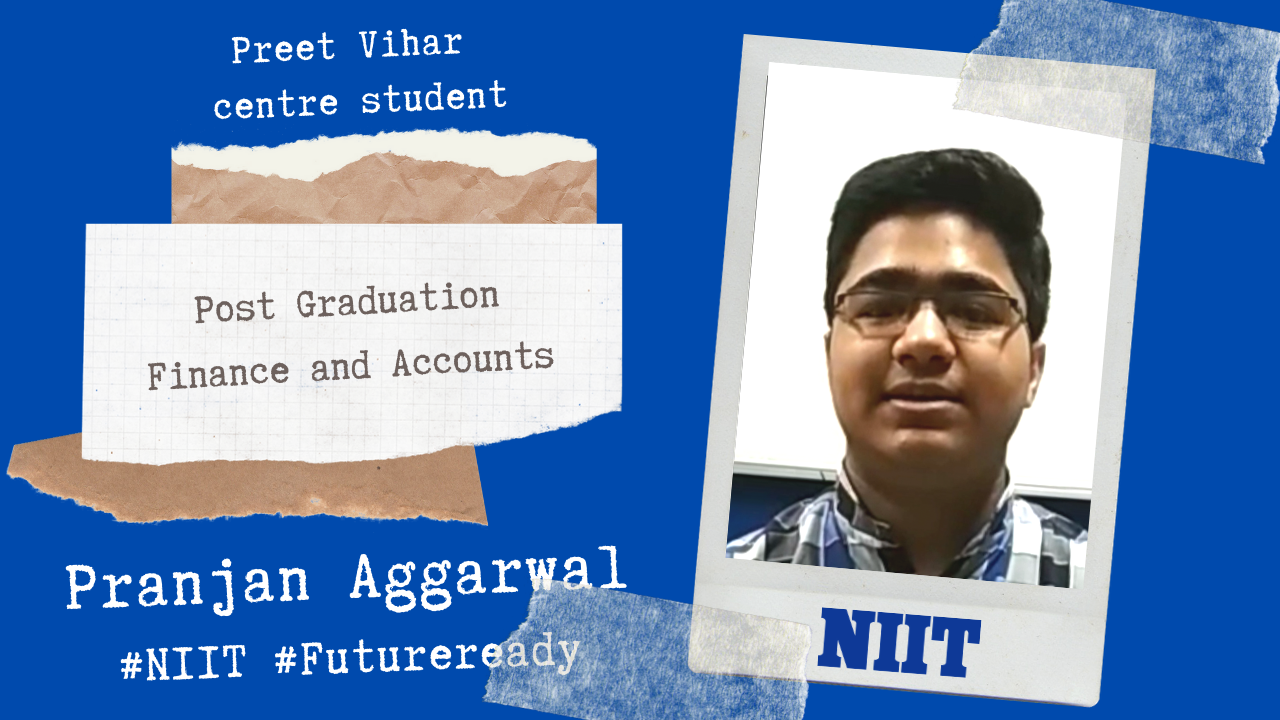 Preet Vihar
centre student
Post Graduation
Finance and Accounts
Pranjan Aggarwal
#NIIT #Futureready
NIIT